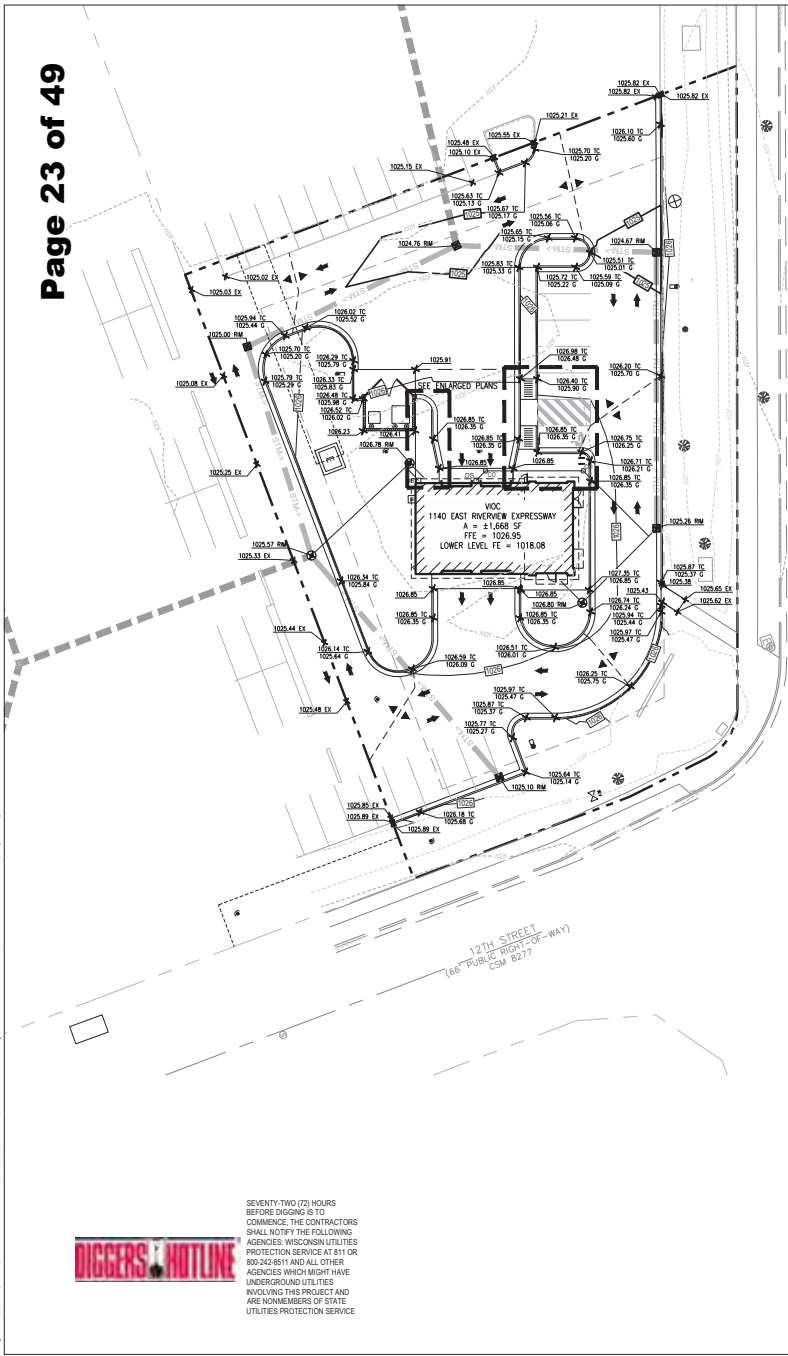 Page 23 of 49
1025.82 EX
1025.82 EX
1025.82 EX
1026.10 TC
1025.60 G
1025.21 EX
1025.55 EX
1025.48 EX
1025.10 EX
1025.70 TC
1025.20 G
1025.15 EX
1025.63 TC
1025.13 G
1025.67 TC
1025.17 G
1025
1025.56 TC
1025.06 G
1025
1024.76 RIM
1025.65 TC
1025.15 G
1024.67 RIM
STM->
1025.51 TC
1025.01 G
1025.83 TC
1025.33 G
1025
1025.72 TC
1025.22 G
1025.59 TC
1025.09 G
1025.02 EX
1025.03 EX
1026.02 TC
1025.52 G
1025.94 TC
1025.44 G
1025.00 RIM
1025.70 TC
1025.20 G
1026.29 TC
1025.79 G
1025.91
1026.98 TC
1026.48 G
1026.20 TC
1025.70 G
1025.08 EX
1025.79 TC
1025.29 G
1026.33 TC
1025.83 G
SEE ENLARGED PLANS
1026
1026.40 TC
1025.90 G
1026.48 TC
1025.98 G
1026.52 TC
1026.02 G
1026
1026.23
1026.41
1026.85 TC
1026.35 G
1026.85 TC
1026.35 G
1026.85 TC
1026.35 G
1026.75 TC
1026.25 G
1026.78 RIM
1025.25 EX
1026.85
1026.85
1026.71 TC
1026.21 G
1026.85 TC
1026.35 G
STM->
VIOC
1140 EAST RIVERVIEW EXPRESSWAY
A = ±1,668 SF
FFE = 1026.95
LOWER LEVEL FE = 1018.08
1025.26 RIM
1026
1025.57 RIM
1025.33 EX
1025.87 TC
1025.37 G
1025.38
1026.34 TC
1025.84 G
1026.85
1026.85
1027.35 TC
1026.85 G
1025.43
1025.65 EX
1025.62 EX
1026.80 RIM
1026.74 TC
1026.24 G
1025.94 TC
1025.44 G
1026.85 TC
1026.35 G
1026.85 TC
1026.35 G
1025.44 EX
1026.14 TC
1025.64 G
1026.51 TC
1026.01 G
1025.97 TC
1025.47 G
1026.59 TC
1026.09 G
1026
1026
1026.25 TC
1025.75 G
STM->
1025.48 EX
1025.97 TC
1025.47 G
1025.87 TC
1025.37 G
1026
1025.77 TC
1025.27 G
1025.64 TC
1025.14 G
1025.10 RIM
1025.85 EX
1025.89 EX
1026
1026.18 TC
1025.68 G
1025.89 EX
12TH STREET
(66' PUBLIC RIGHT-OF-WAY)
CSM 8277
DIGGERS HOTLINE
SEVENTY-TWO (72) HOURS
BEFORE DIGGING IS TO
COMMENCE, THE CONTRACTORS
SHALL NOTIFY THE FOLLOWING
AGENCIES: WISCONSIN UTILITIES
PROTECTION SERVICE AT 811 OR
800-242-8511 AND ALL OTHER
AGENCIES WHICH MIGHT HAVE
UNDERGROUND UTILITIES
INVOLVING THIS PROJECT AND
ARE NONMEMBERS OF STATE
UTILITIES PROTECTION SERVICE